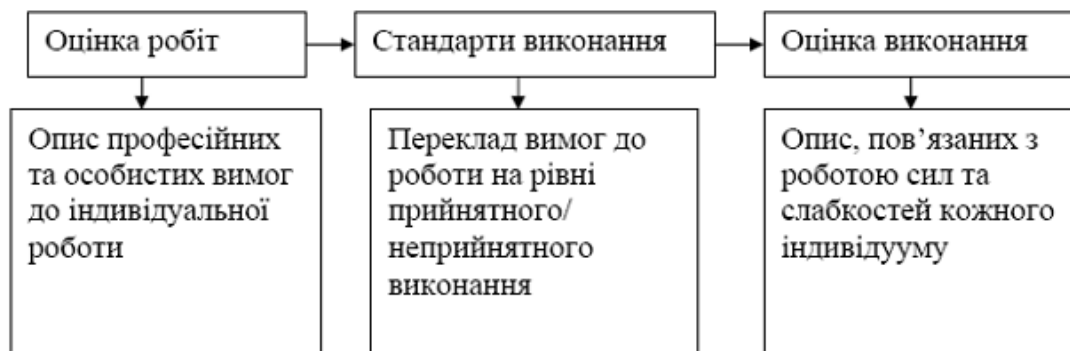 Оцінка робіт
Стандарти виконання
Оцінка виконання
Опис професійних
та особистих вимог
до індивідуальної
роботи
Переклад вимог до
роботи на рівні
прийнятного/
неприйнятного
виконання
Опис, пов’язаних з
роботою сил та
слабкостей кожного
індивідууму